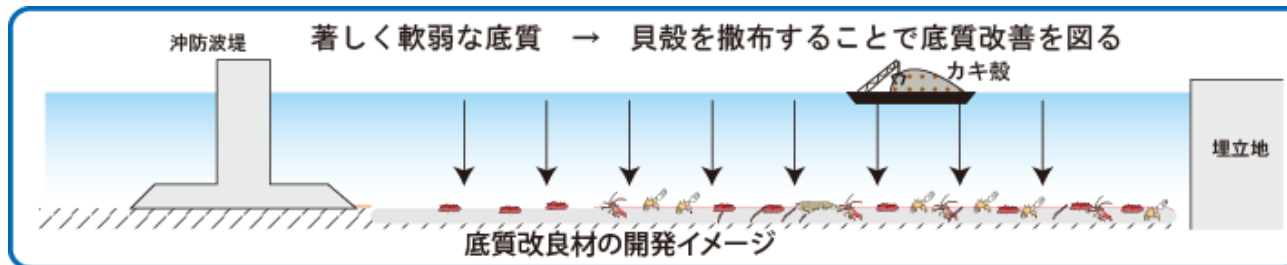 著しく軟弱な底質 → 貝殻を撒布することで底質改善を図る
沖防波堤
カキ殻
埋立地
底質改良材の開発イメージ